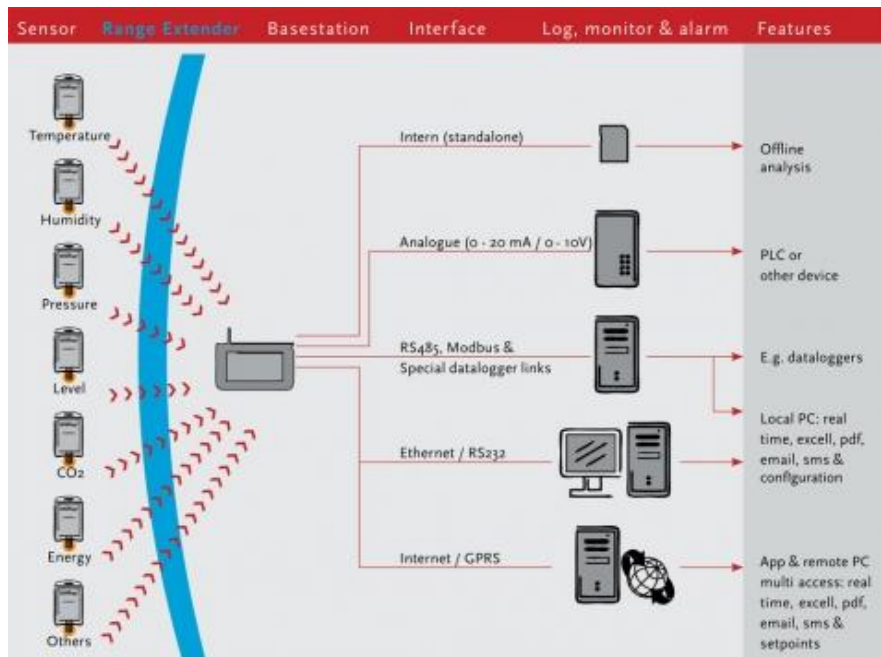 Sensor Range Extender Basestation Interface Log, monitor & alarm Features
Temperature
Humidity
Pressure
Level
CO2
Energy
Others
Intern (standalone)
Analogue (0 - 20 mA / 0 - 10V)
RS485, Modbus &
Special datalogger links
Ethernet / RS232
Internet / GPRS
Offline
analysis
PLC or
other device
E.g. dataloggers
Local PC: real
time, excell, pdf,
email, sms &
configuration
App & remote PC
multi access: real
time, excell, pdf,
email, sms &
setpoints